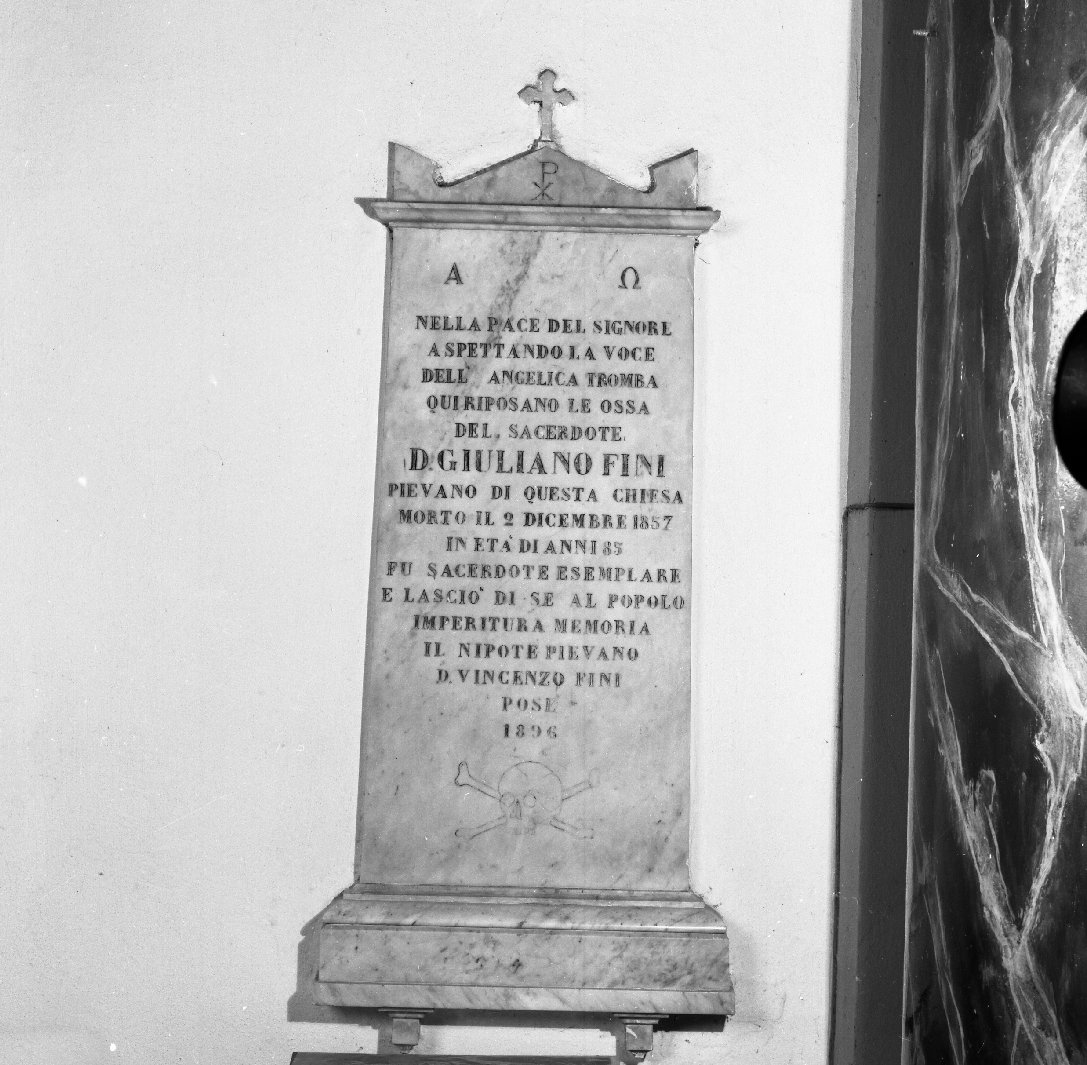 ☧
Α Ω
NELLA PACE DEL SIGNORE
ASPETTANDO LA VOCE
DELL' ANGELICA TROMBA
QUI RIPOSANO LE OSSA
DEL SACERDOTE
D. GIULIANO FINI
PIEVANO DI QUESTA CHIESA
MORTO IL 2 DICEMBRE 1857
IN ETA' DI ANNI 85
FU SACERDOTE ESEMPLARE
E LASCIO' DI SE AL POPOLO
IMPERITURA MEMORIA
IL NIPOTE PIEVANO
D. VINCENZO FINI
POSE
1896